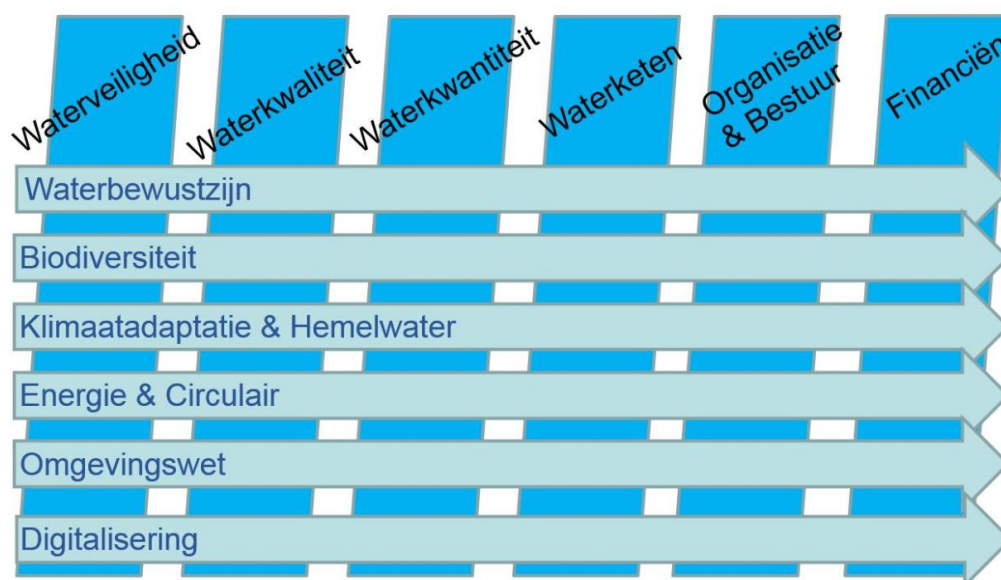 Waterveiligheid
Waterkwaliteit
Waterkwantiteit
Waterketen
Organisatie
& Bestuur
Financiën
Waterbewustzijn
Biodiversiteit
Klimaatadaptatie & Hemelwater
Energie & Circulair
Omgevingswet
Digitalisering